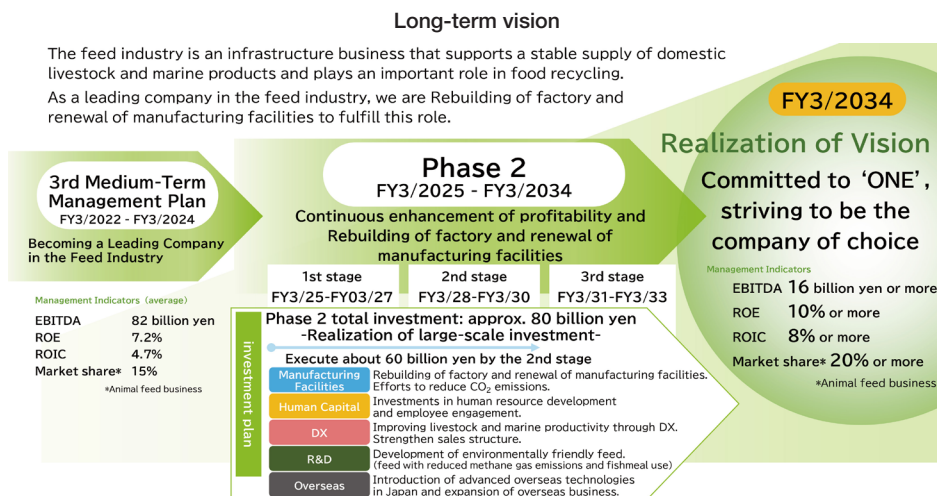 Long-term vision
The feed industry is an infrastructure business that supports a stable supply of domestic
livestock and marine products and plays an important role in food recycling.
As a leading company in the feed industry, we are Rebuilding of factory and
renewal of manufacturing facilities to fulfill this role.
3rd Medium-Term
Management Plan
FY3/2022 - FY3/2024
Becoming a Leading Company
in the Feed Industry
Management Indicators (average)
EBITDA 82 billion yen
ROE 7.2%
ROIC 4.7%
Market share* 15%
*Animal feed business
Phase 2
FY3/2025 - FY3/2034
Continuous enhancement of profitability and
Rebuilding of factory and renewal of
manufacturing facilities
1st stage
FY3/25-FY03/27
2nd stage
FY3/28-FY3/30
3rd stage
FY3/31-FY3/33
investment plan
Phase 2 total investment: approx. 80 billion yen
-Realization of large-scale investment-
Execute about 60 billion yen by the 2nd stage
Manufacturing
Facilities
Rebuilding of factory and renewal of manufacturing facilities.
Efforts to reduce CO₂ emissions.
Human Capital
Investments in human resource development
and employee engagement.
DX
Improving livestock and marine productivity through DX.
Strengthen sales structure.
R&D
Development of environmentally friendly feed.
(feed with reduced methane gas emissions and fishmeal use)
Overseas
Introduction of advanced overseas technologies
in Japan and expansion of overseas business.
FY3/2034
Realization of Vision
Committed to ‘ONE’,
striving to be the
company of choice
Management Indicators
EBITDA 16 billion yen or more
ROE 10% or more
ROIC 8% or more
Market share* 20% or more
*Animal feed business